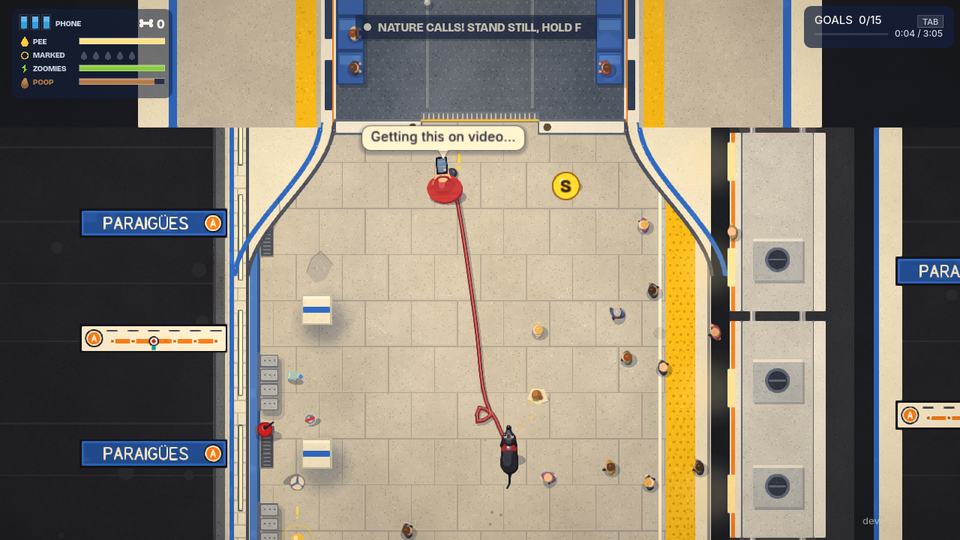 PHONE
0
PEE
MARKED
ZOOMIES
POOP
NATURE CALLS! STAND STILL, HOLD F
GOALS 0/15
TAB
0:04 / 3:05
Getting this on video...
S
PARAIGÜES A
PARA
A
A
PARAIGÜES A
dev